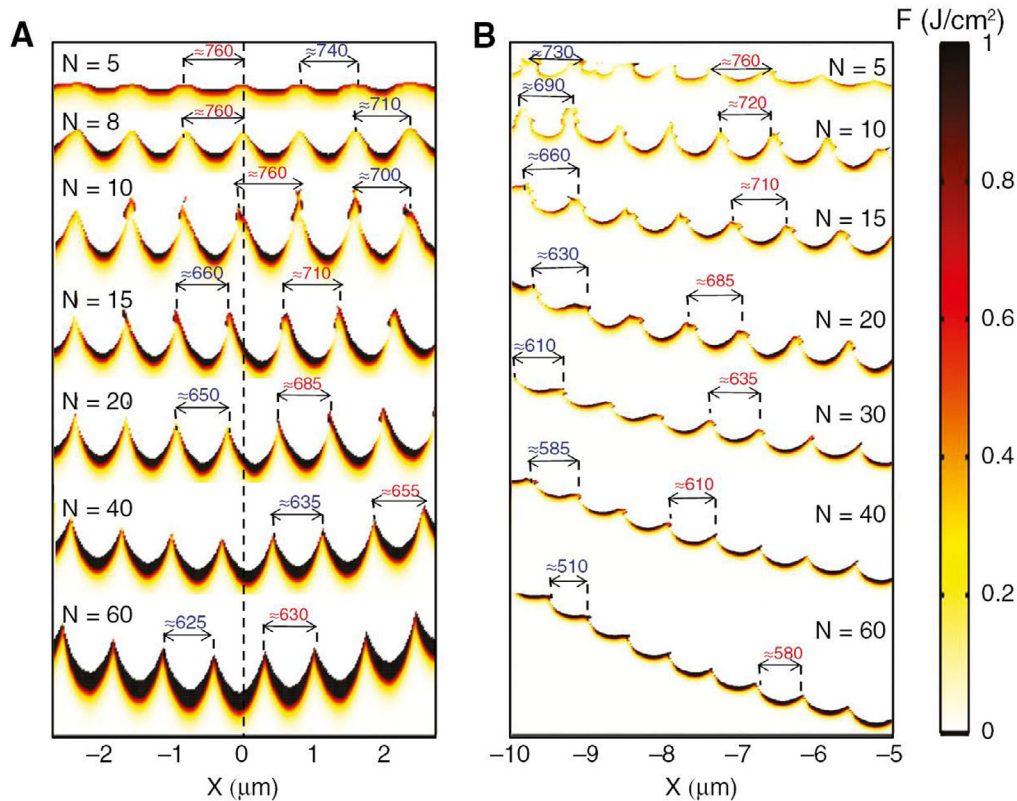 A
N = 5
≈760
≈740
N = 8
≈760
≈710
N = 10
≈760
≈700
N = 15
≈660
≈710
N = 20
≈650
≈685
N = 40
≈635
≈655
N = 60
≈625
≈630
−2
−1
0
1
2
X (μm)
B
≈730
≈760
N = 5
≈690
≈720
N = 10
≈660
≈710
N = 15
≈630
≈685
N = 20
≈610
≈635
N = 30
≈585
≈610
N = 40
≈510
≈580
N = 60
−10
−9
−8
−7
−6
−5
X (μm)
F (J/cm²)
1
0.8
0.6
0.4
0.2
0